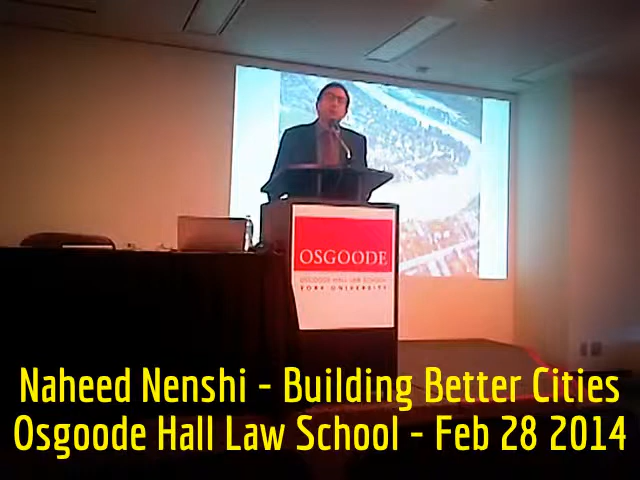 OSGOODE
OSGOODE HALL LAW SCHOOL
YORK UNIVERSITY
Naheed Nenshi - Building Better Cities
Osgoode Hall Law School - Feb 28 2014